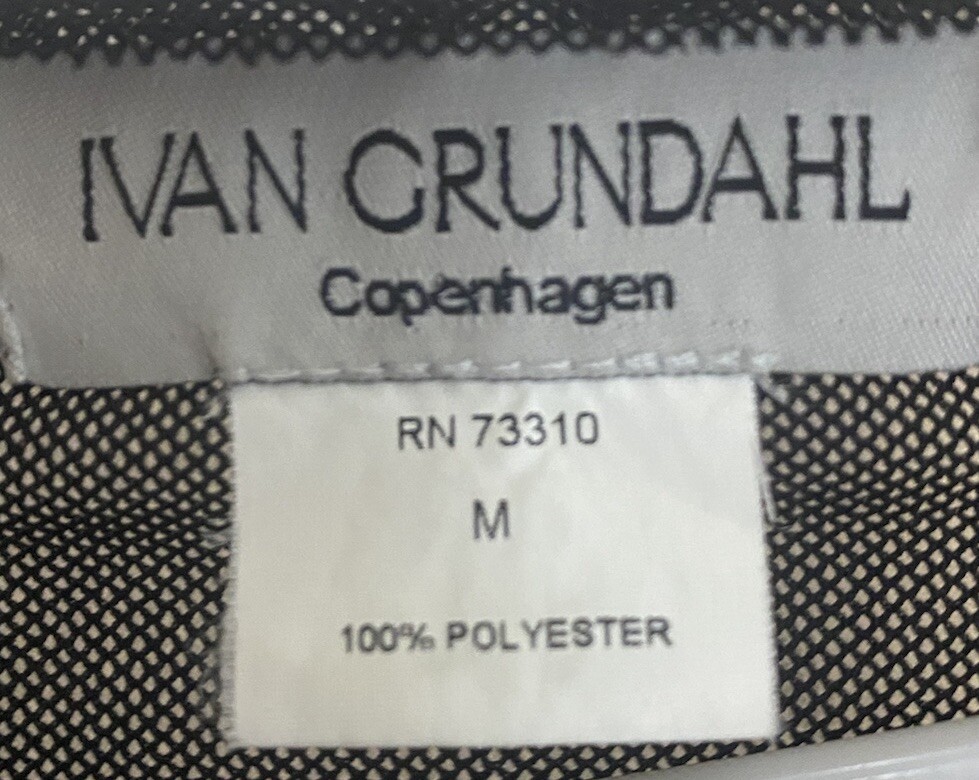 IVAN GRUNDAHL
Copenhagen
RN 73310
M
100% POLYESTER